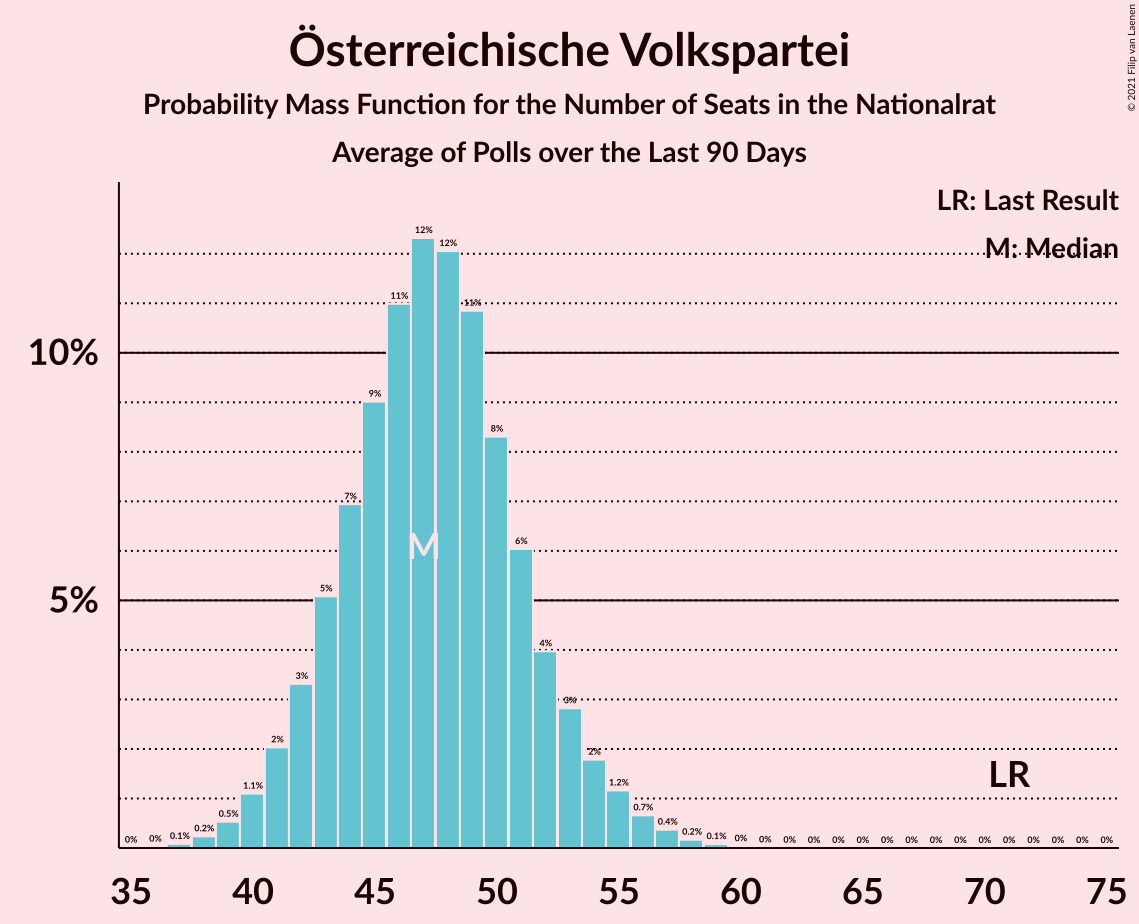 Österreichische Volkspartei
Probability Mass Function for the Number of Seats in the Nationalrat
Average of Polls over the Last 90 Days
© 2021 Filip van Laenen
LR: Last Result
M: Median
12%
12%
11%
11%
10%
9%
8%
7%
M
6%
5%
5%
4%
3%
3%
2%
2%
LR
1.1%
1.2%
0.5%
0.7%
0% 0% 0.1% 0.2% 0.4% 0.2% 0.1% 0% 0% 0% 0% 0% 0% 0% 0% 0% 0% 0% 0% 0% 0% 0% 0%
35 40 45 50 55 60 65 70 75